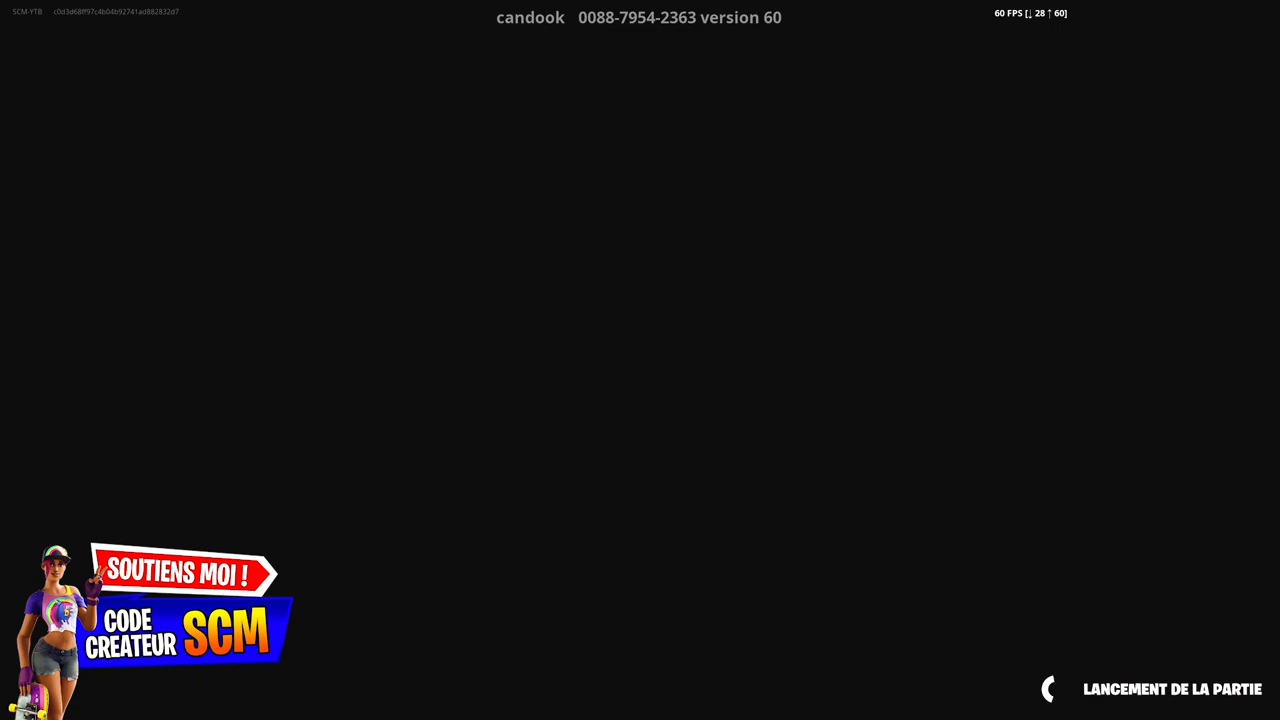 SCM-YTB c0d3d68ff97c4b04b92741ad882832d7
candook 0088-7954-2363 version 60
60 FPS [↓ 28 ↑ 60]
SOUTIENS MOI !
CODE CREATEUR SCM
LANCEMENT DE LA PARTIE